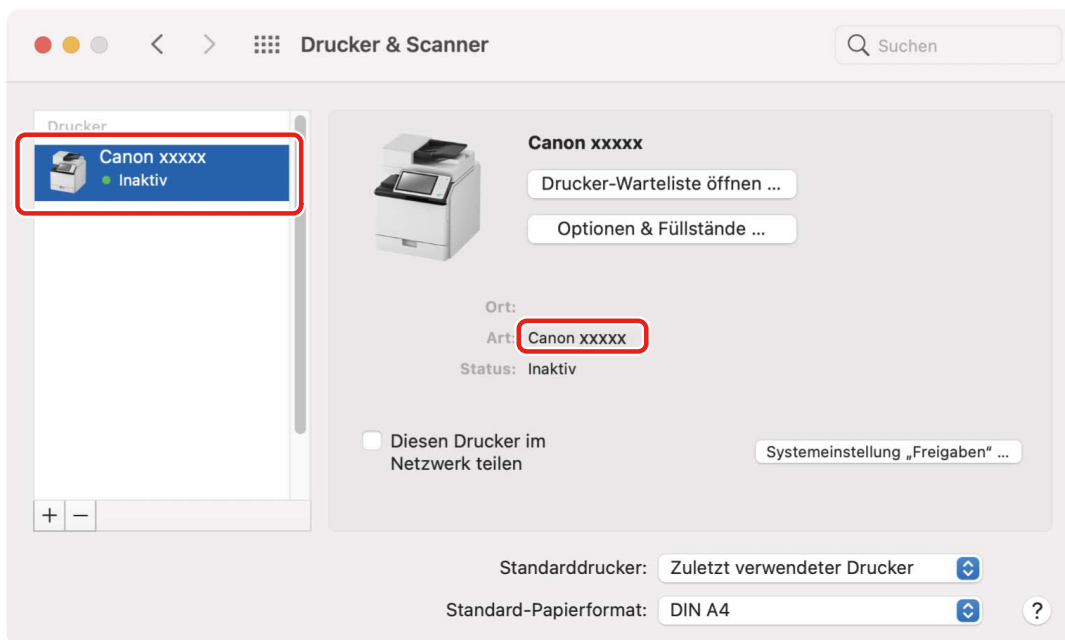 Drucker & Scanner
Suchen
Drucker
Canon xxxxx
Inaktiv
Canon xxxxx
Drucker-Warteliste öffnen ...
Optionen & Füllstände ...
Ort:
Art: Canon xxxxx
Status: Inaktiv
Diesen Drucker im
Netzwerk teilen
Systemeinstellung „Freigaben“ ...
+ −
Standarddrucker: Zuletzt verwendeter Drucker
Standard-Papierformat: DIN A4
?